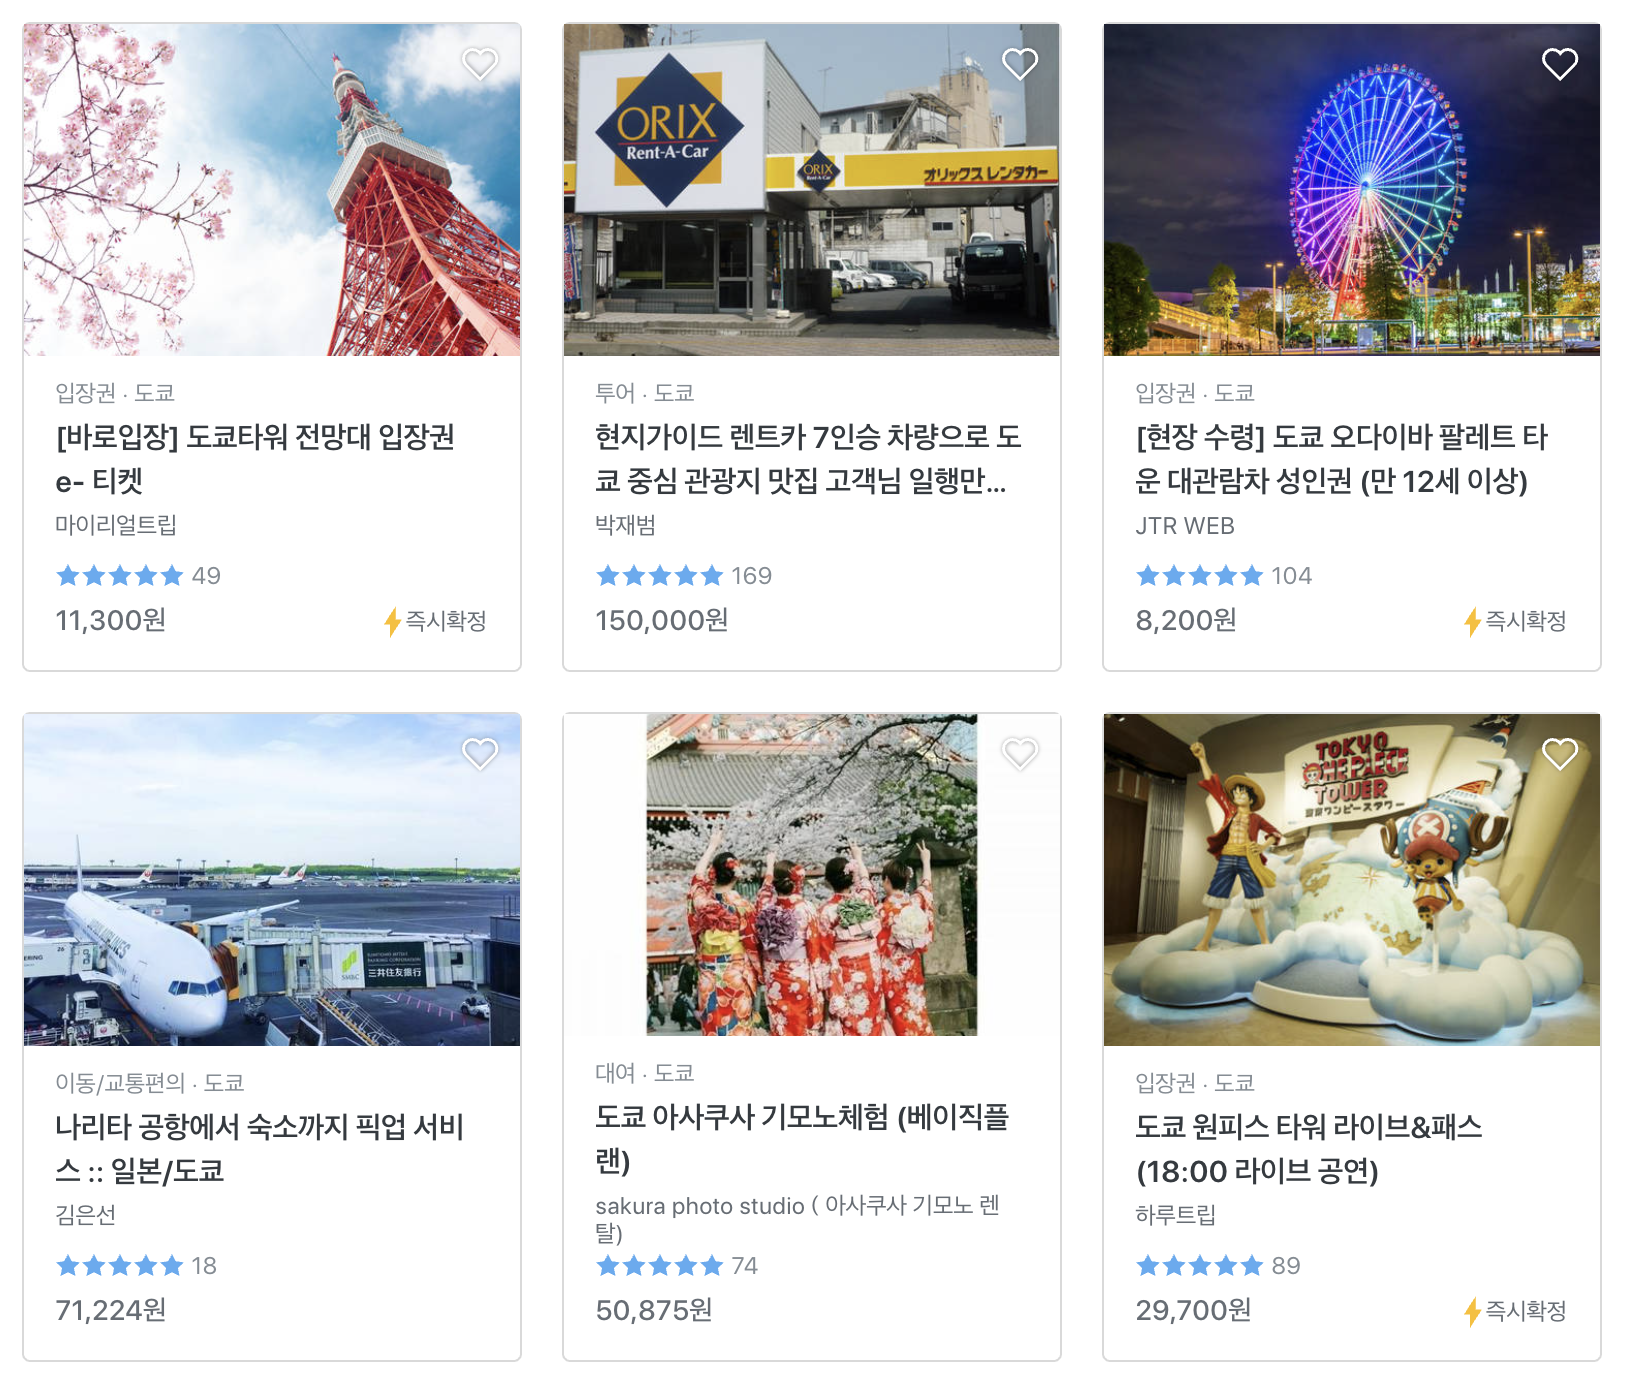 ORIX
Rent-A-Car
ORIX
Rent-A-Car
オリックスレンタカー
입장권 · 도쿄
[바로입장] 도쿄타워 전망대 입장권
e- 티켓
마이리얼트립
49
11,300원
즉시확정
투어 · 도쿄
현지가이드 렌트카 7인승 차량으로 도
쿄 중심 관광지 맛집 고객님 일행만...
박재범
169
150,000원
입장권 · 도쿄
[현장 수령] 도쿄 오다이바 팔레트 타
운 대관람차 성인권 (만 12세 이상)
JTR WEB
104
8,200원
즉시확정
26
SMBC
三井住友銀行
이동/교통편의 · 도쿄
나리타 공항에서 숙소까지 픽업 서비
스 :: 일본/도쿄
김은선
18
71,224원
대여 · 도쿄
도쿄 아사쿠사 기모노체험 (베이직플
랜)
sakura photo studio ( 아사쿠사 기모노 렌
탈)
74
50,875원
TOKYO
ONE PIECE
TOWER
東京ワンピースタワー
입장권 · 도쿄
도쿄 원피스 타워 라이브&패스
(18:00 라이브 공연)
하루트립
89
29,700원
즉시확정